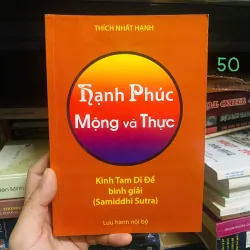 THÍCH NHẤT HẠNH
50
Hạnh Phúc
Mộng và Thực
Kinh Tam Di Đề
bình giải
(Samiddhi Sutra)
Lưu hành nội bộ